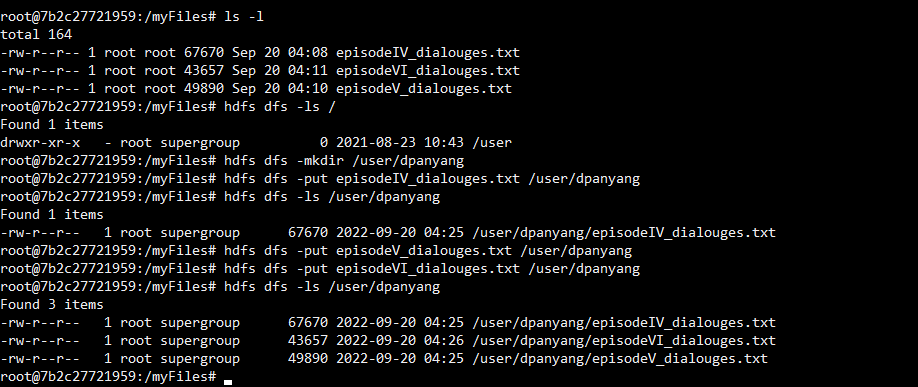 root@7b2c27721959:/myFiles# ls -l
total 164
-rw-r--r-- 1 root root 67670 Sep 20 04:08 episodeIV_dialouges.txt
-rw-r--r-- 1 root root 43657 Sep 20 04:11 episodeVI_dialouges.txt
-rw-r--r-- 1 root root 49890 Sep 20 04:10 episodeV_dialouges.txt
root@7b2c27721959:/myFiles# hdfs dfs -ls /
Found 1 items
drwxr-xr-x   - root supergroup          0 2021-08-23 10:43 /user
root@7b2c27721959:/myFiles# hdfs dfs -mkdir /user/dpanyang
root@7b2c27721959:/myFiles# hdfs dfs -put episodeIV_dialouges.txt /user/dpanyang
root@7b2c27721959:/myFiles# hdfs dfs -ls /user/dpanyang
Found 1 items
-rw-r--r--   1 root supergroup      67670 2022-09-20 04:25 /user/dpanyang/episodeIV_dialouges.txt
root@7b2c27721959:/myFiles# hdfs dfs -put episodeV_dialouges.txt /user/dpanyang
root@7b2c27721959:/myFiles# hdfs dfs -put episodeVI_dialouges.txt /user/dpanyang
root@7b2c27721959:/myFiles# hdfs dfs -ls /user/dpanyang
Found 3 items
-rw-r--r--   1 root supergroup      67670 2022-09-20 04:25 /user/dpanyang/episodeIV_dialouges.txt
-rw-r--r--   1 root supergroup      43657 2022-09-20 04:26 /user/dpanyang/episodeVI_dialouges.txt
-rw-r--r--   1 root supergroup      49890 2022-09-20 04:25 /user/dpanyang/episodeV_dialouges.txt
root@7b2c27721959:/myFiles#